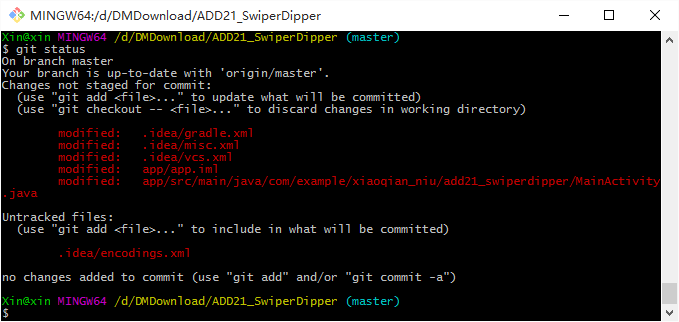 MINGW64:/d/DMDownload/ADD21_SwiperDipper
Xin@xin MINGW64 /d/DMDownload/ADD21_SwiperDipper (master)
$ git status
On branch master
Your branch is up-to-date with 'origin/master'.
Changes not staged for commit:
  (use "git add <file>..." to update what will be committed)
  (use "git checkout -- <file>..." to discard changes in working directory)
        modified:   .idea/gradle.xml
        modified:   .idea/misc.xml
        modified:   .idea/vcs.xml
        modified:   app/app.iml
        modified:   app/src/main/java/com/example/xiaoqian_niu/add21_swiperdipper/MainActivity
.java
Untracked files:
  (use "git add <file>..." to include in what will be committed)
        .idea/encodings.xml
no changes added to commit (use "git add" and/or "git commit -a")
Xin@xin MINGW64 /d/DMDownload/ADD21_SwiperDipper (master)
$